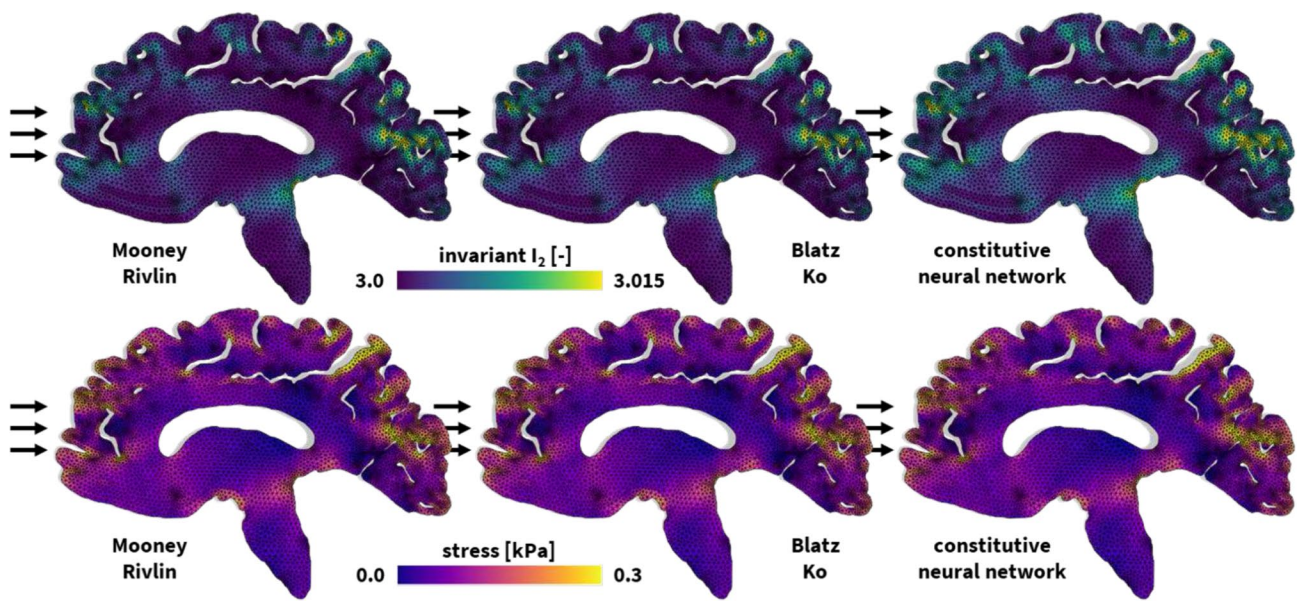 Mooney
Rivlin
invariant I₂ [-]
3.0
3.015
Blatz
Ko
constitutive
neural network
Mooney
Rivlin
stress [kPa]
0.0
0.3
Blatz
Ko
constitutive
neural network